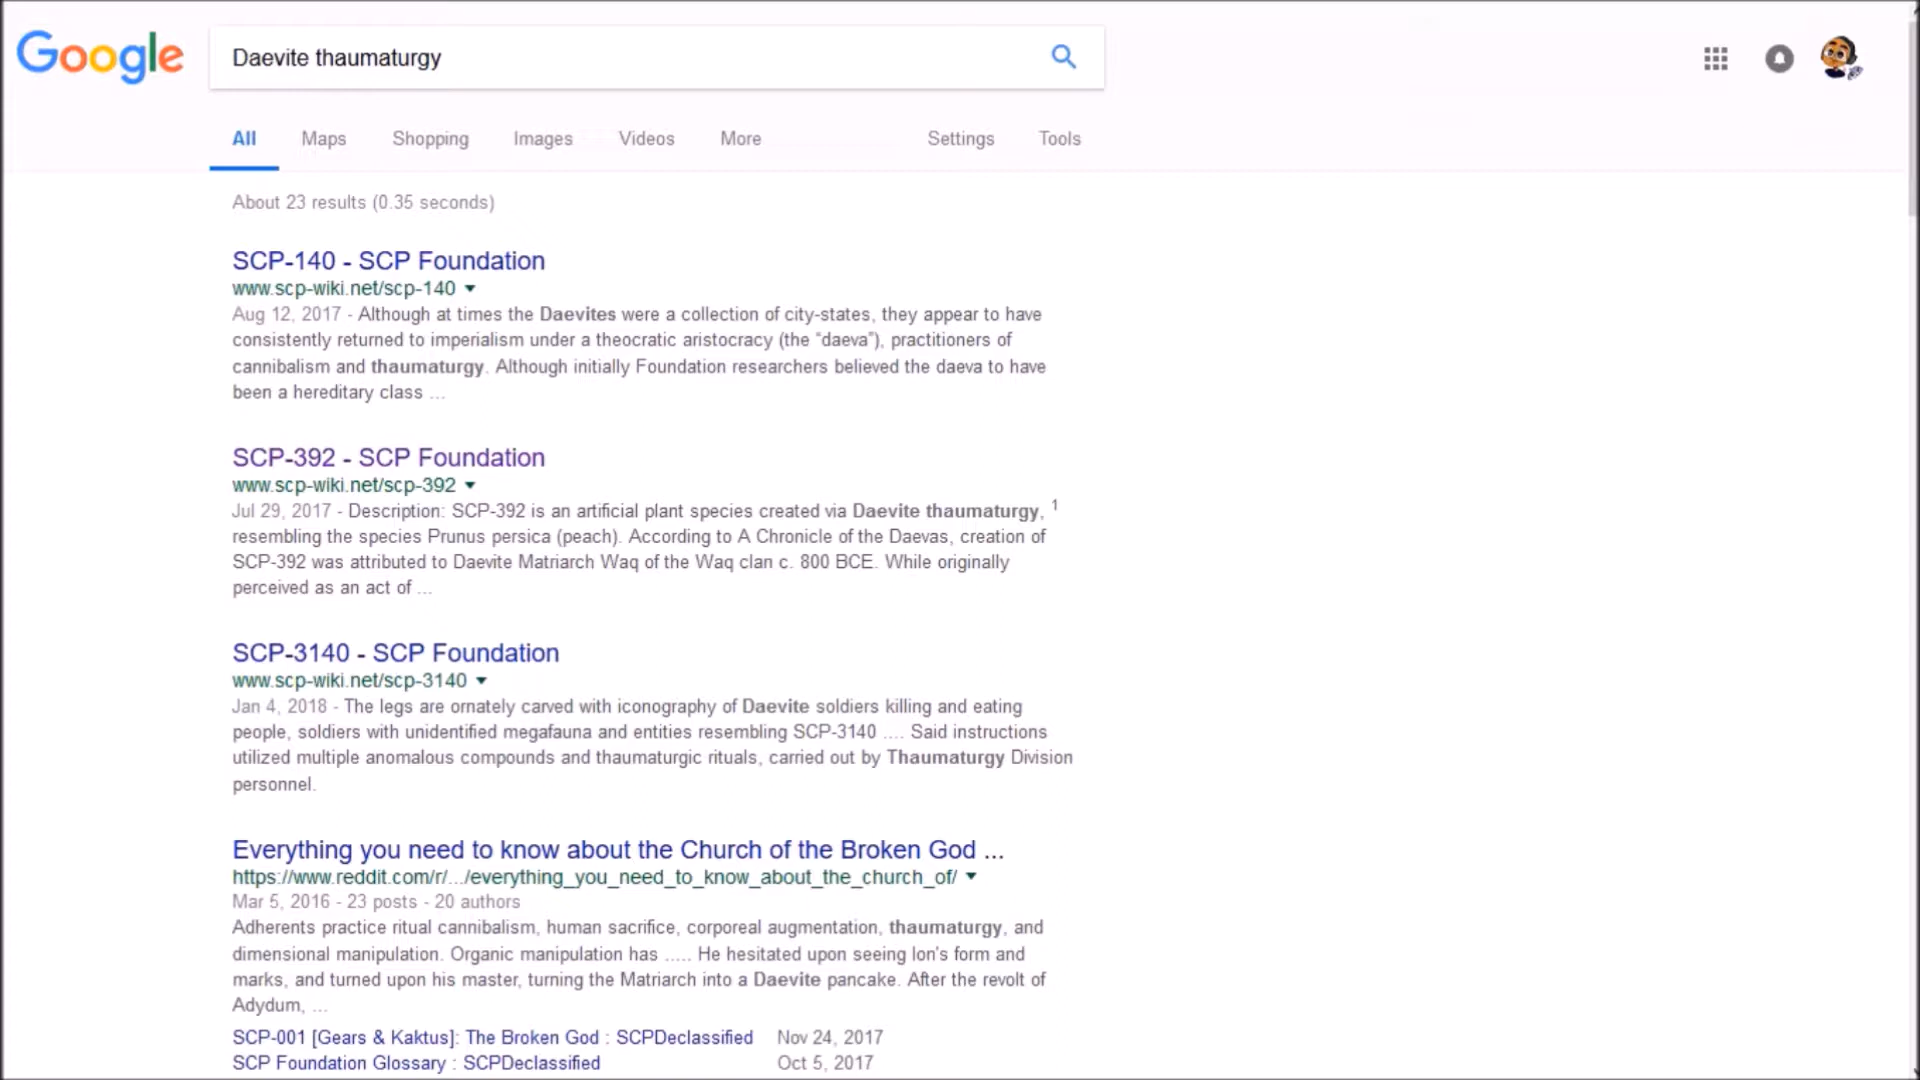 Google
Daevite thaumaturgy
All Maps Shopping Images Videos More Settings Tools
About 23 results (0.35 seconds)
SCP-140 - SCP Foundation
www.scp-wiki.net/scp-140
Aug 12, 2017 - Although at times the Daevites were a collection of city-states, they appear to have
consistently returned to imperialism under a theocratic aristocracy (the “daeva”), practitioners of
cannibalism and thaumaturgy. Although initially Foundation researchers believed the daeva to have
been a hereditary class ...
SCP-392 - SCP Foundation
www.scp-wiki.net/scp-392
Jul 29, 2017 - Description: SCP-392 is an artificial plant species created via Daevite thaumaturgy, 1
resembling the species Prunus persica (peach). According to A Chronicle of the Daevas, creation of
SCP-392 was attributed to Daevite Matriarch Waq of the Waq clan c. 800 BCE. While originally
perceived as an act of ...
SCP-3140 - SCP Foundation
www.scp-wiki.net/scp-3140
Jan 4, 2018 - The legs are ornately carved with iconography of Daevite soldiers killing and eating
people, soldiers with unidentified megafauna and entities resembling SCP-3140 .... Said instructions
utilized multiple anomalous compounds and thaumaturgic rituals, carried out by Thaumaturgy Division
personnel.
Everything you need to know about the Church of the Broken God ...
https://www.reddit.com/r/.../everything_you_need_to_know_about_the_church_of/
Mar 5, 2016 - 23 posts - 20 authors
Adherents practice ritual cannibalism, human sacrifice, corporeal augmentation, thaumaturgy, and
dimensional manipulation. Organic manipulation has ..... He hesitated upon seeing Ion's form and
marks, and turned upon his master, turning the Matriarch into a Daevite pancake. After the revolt of
Adydum, ...
SCP-001 [Gears & Kaktus]: The Broken God : SCPDeclassified Nov 24, 2017
SCP Foundation Glossary : SCPDeclassified Oct 5, 2017